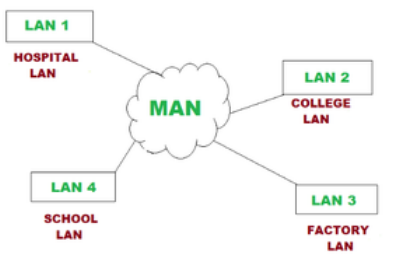 LAN 1
HOSPITAL
LAN
LAN 2
COLLEGE
LAN
MAN
LAN 4
SCHOOL
LAN
LAN 3
FACTORY
LAN